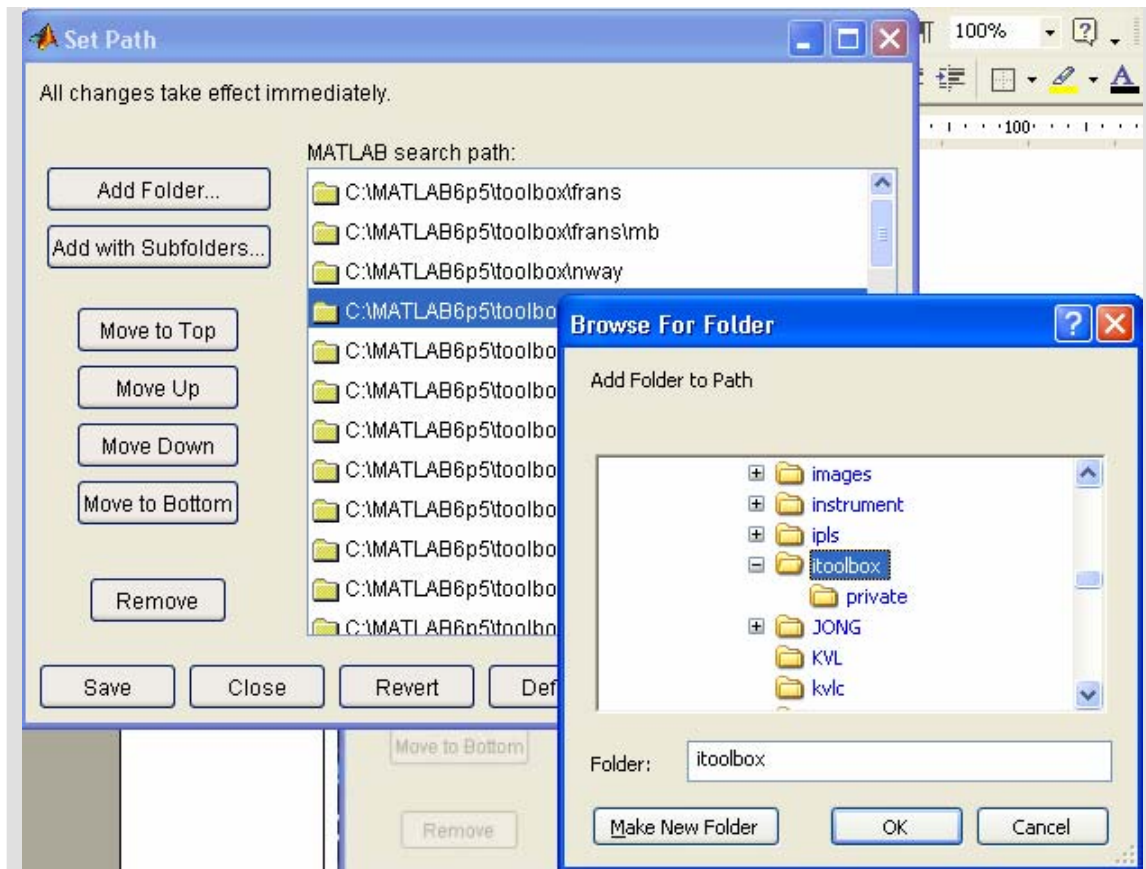 Set Path
100%
All changes take effect immediately.
100
MATLAB search path:
Add Folder...
Add with Subfolders...
Move to Top
Move Up
Move Down
Move to Bottom
Remove
C:\MATLAB6p5\toolbox\frans
C:\MATLAB6p5\toolbox\frans\mb
C:\MATLAB6p5\toolbox\nway
C:\MATLAB6p5\toolbo
C:\MATLAB6p5\toolbo
C:\MATLAB6p5\toolbo
C:\MATLAB6p5\toolbo
C:\MATLAB6p5\toolbo
C:\MATLAB6p5\toolbo
C:\MATLAB6p5\toolbo
C:\MATLAB6p5\toolbo
C:\MATLAB6p5\toolbo
Save Close Revert Def
Browse For Folder
Add Folder to Path
images
instrument
ipls
itoolbox
private
JONG
KVL
kvlc
Folder: itoolbox
Make New Folder OK Cancel
Move to Bottom
Remove